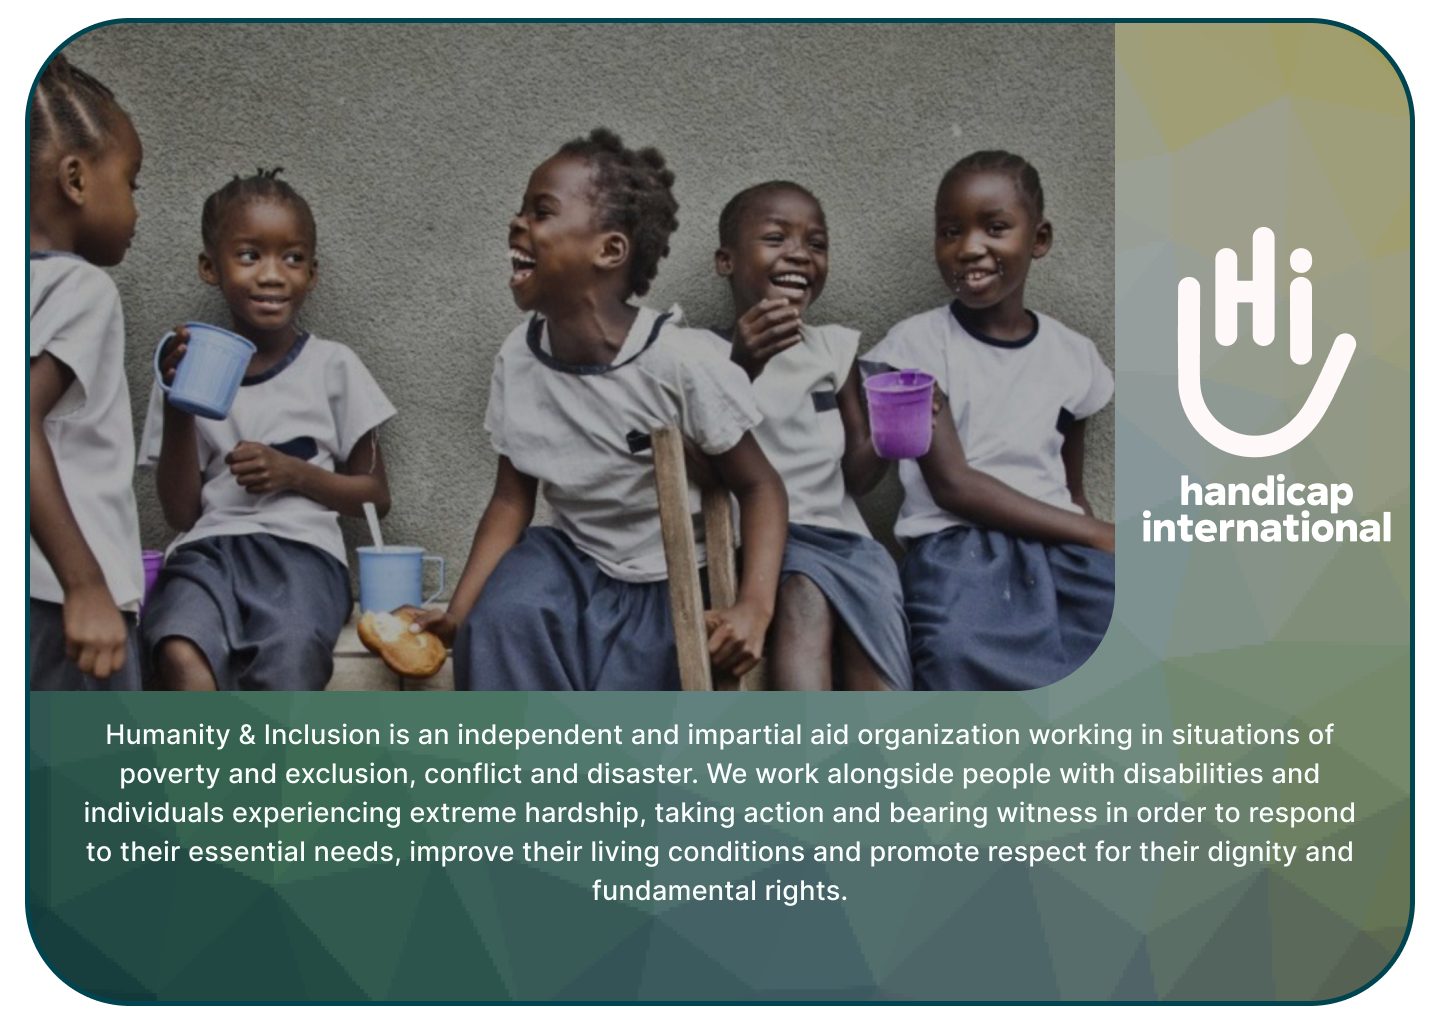 Hi
handicap
international
Humanity & Inclusion is an independent and impartial aid organization working in situations of
poverty and exclusion, conflict and disaster. We work alongside people with disabilities and
individuals experiencing extreme hardship, taking action and bearing witness in order to respond
to their essential needs, improve their living conditions and promote respect for their dignity and
fundamental rights.